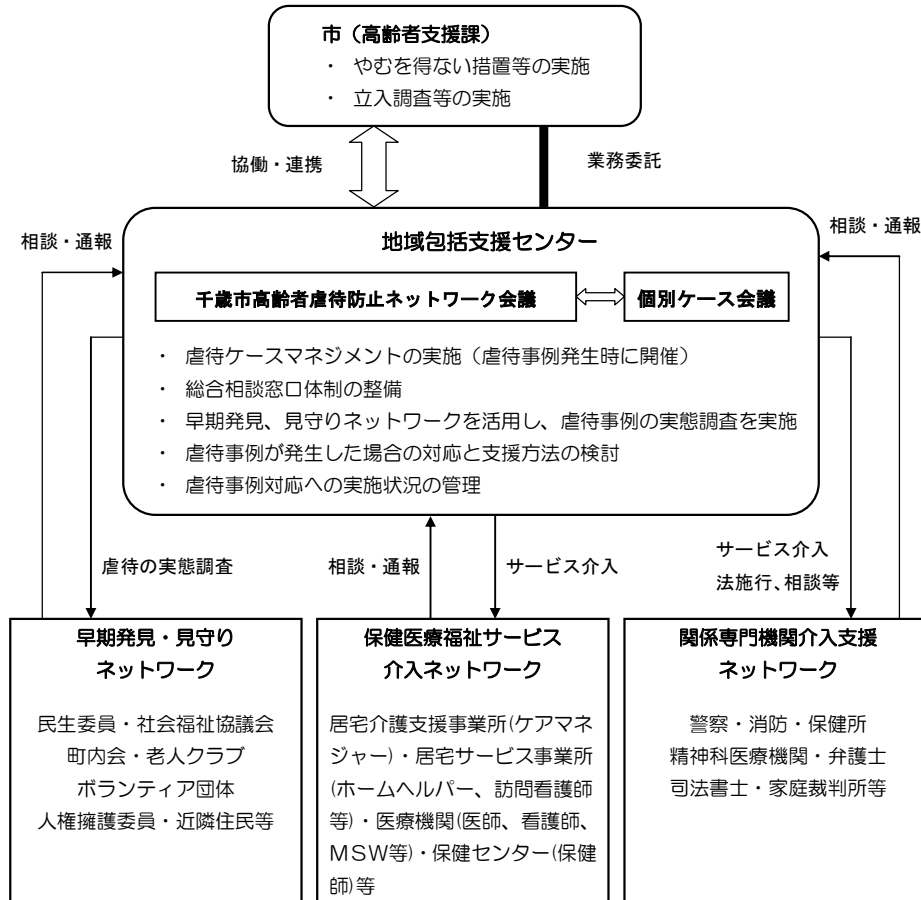 市（高齢者支援課）
・ やむを得ない措置等の実施
・ 立入調査等の実施
協働・連携
業務委託
相談・通報
相談・通報
地域包括支援センター
千歳市高齢者虐待防止ネットワーク会議
個別ケース会議
・ 虐待ケースマネジメントの実施（虐待事例発生時に開催）
・ 総合相談窓口体制の整備
・ 早期発見、見守りネットワークを活用し、虐待事例の実態調査を実施
・ 虐待事例が発生した場合の対応と支援方法の検討
・ 虐待事例対応への実施状況の管理
虐待の実態調査
相談・通報
サービス介入
サービス介入
法施行、相談等
早期発見・見守り
ネットワーク
民生委員・社会福祉協議会
町内会・老人クラブ
ボランティア団体
人権擁護委員・近隣住民等
保健医療福祉サービス
介入ネットワーク
居宅介護支援事業所(ケアマネ
ジャー)・居宅サービス事業所
(ホームヘルパー、訪問看護師
等)・医療機関(医師、看護師、
ＭＳＷ等)・保健センター(保健
師)等
関係専門機関介入支援
ネットワーク
警察・消防・保健所
精神科医療機関・弁護士
司法書士・家庭裁判所等